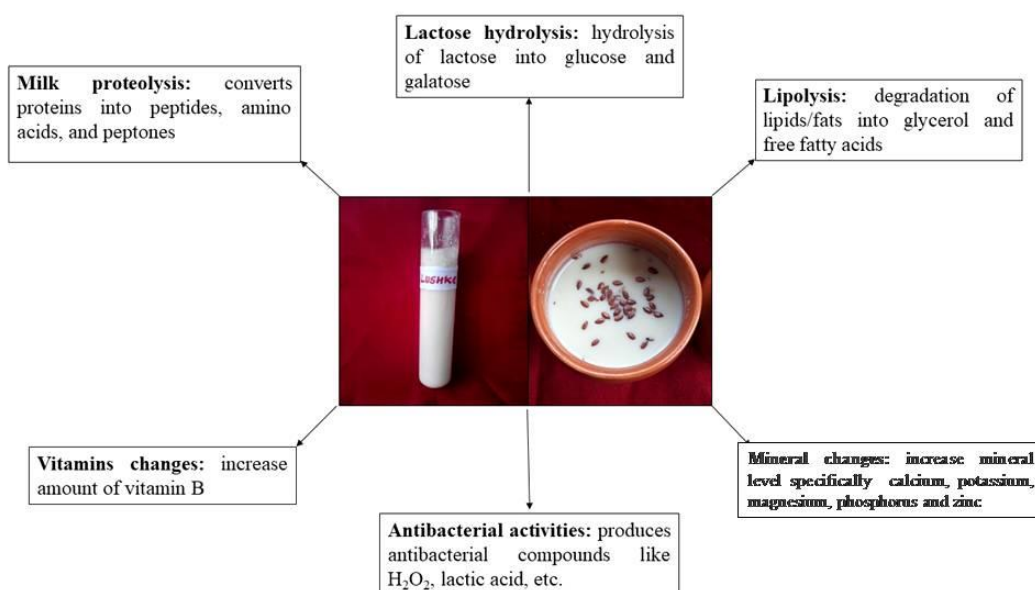 Lactose hydrolysis: hydrolysis
of lactose into glucose and
galatose
Milk proteolysis: converts
proteins into peptides, amino
acids, and peptones
Lipolysis: degradation of
lipids/fats into glycerol and
free fatty acids
LOSHKE
Vitamins changes: increase
amount of vitamin B
Mineral changes: increase mineral
level specifically calcium, potassium,
magnesium, phosphorus and zinc
Antibacterial activities: produces
antibacterial compounds like
H₂O₂, lactic acid, etc.